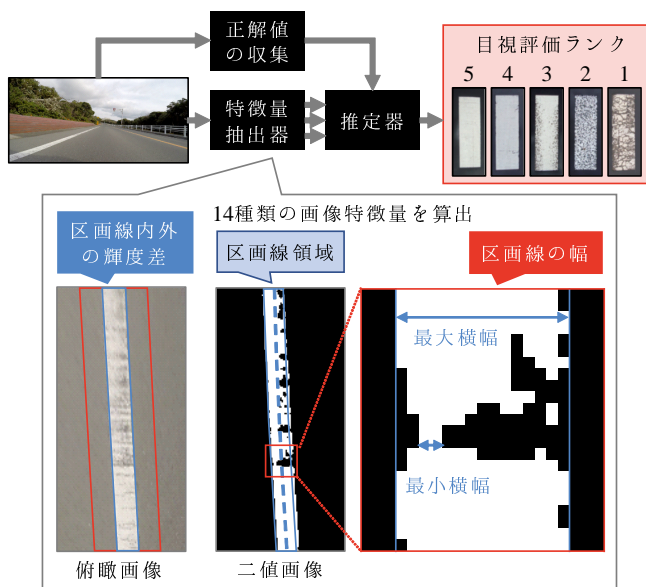 正解値
の収集
目視評価ランク
5 4 3 2 1
特徴量
抽出器
推定器
14種類の画像特徴量を算出
区画線内外
の輝度差
区画線領域
区画線の幅
最大横幅
最小横幅
俯瞰画像
二値画像